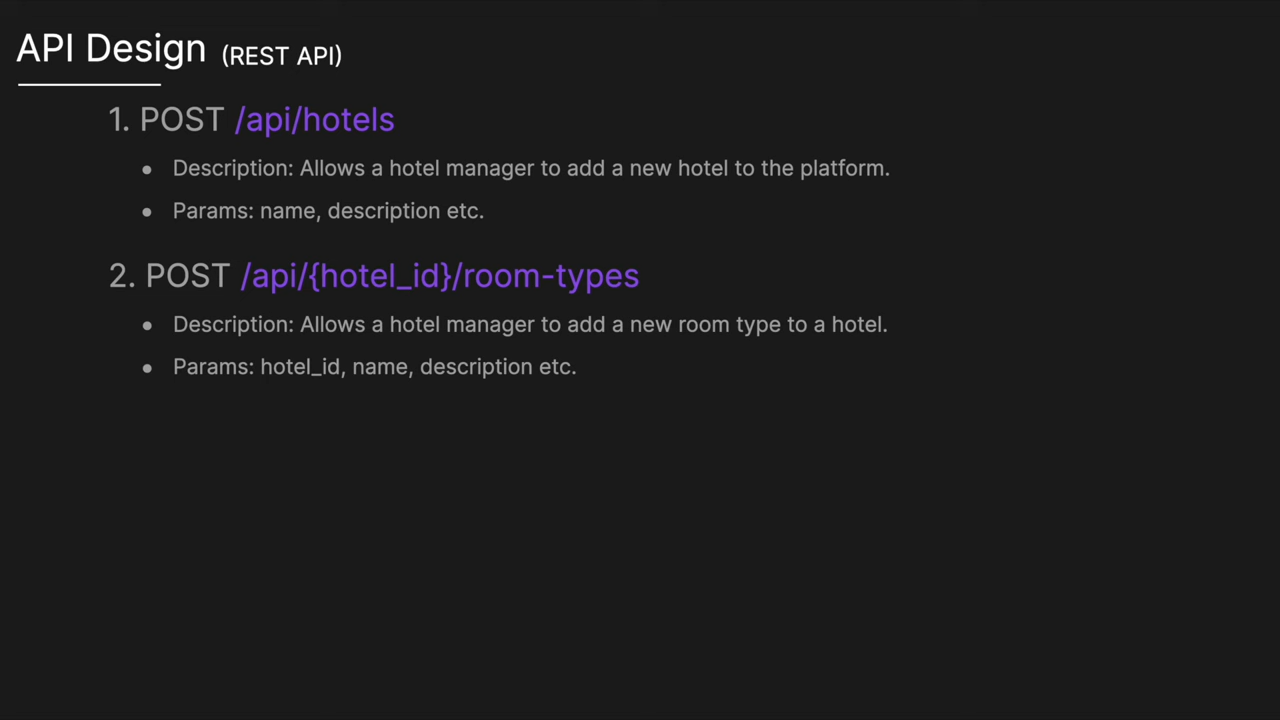 API Design (REST API)
1. POST /api/hotels
• Description: Allows a hotel manager to add a new hotel to the platform.
• Params: name, description etc.
2. POST /api/{hotel_id}/room-types
• Description: Allows a hotel manager to add a new room type to a hotel.
• Params: hotel_id, name, description etc.